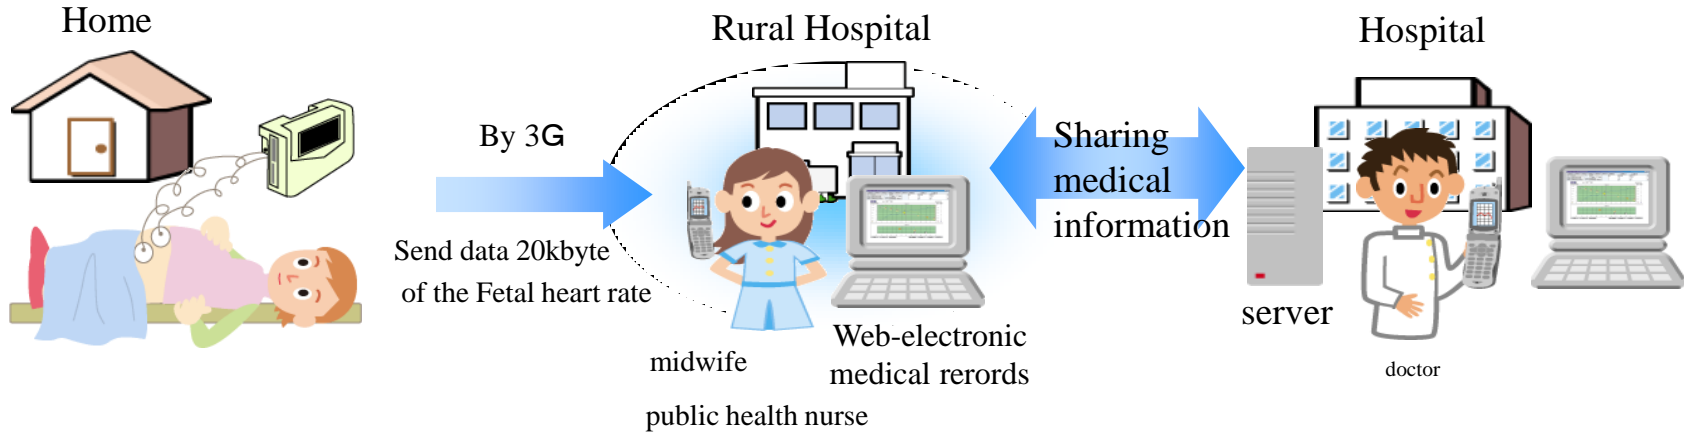 Home
Rural Hospital
Hospital
By 3G
Send data 20kbyte
of the Fetal heart rate
Sharing
medical
information
midwife
public health nurse
Web-electronic
medical rerords
server
doctor